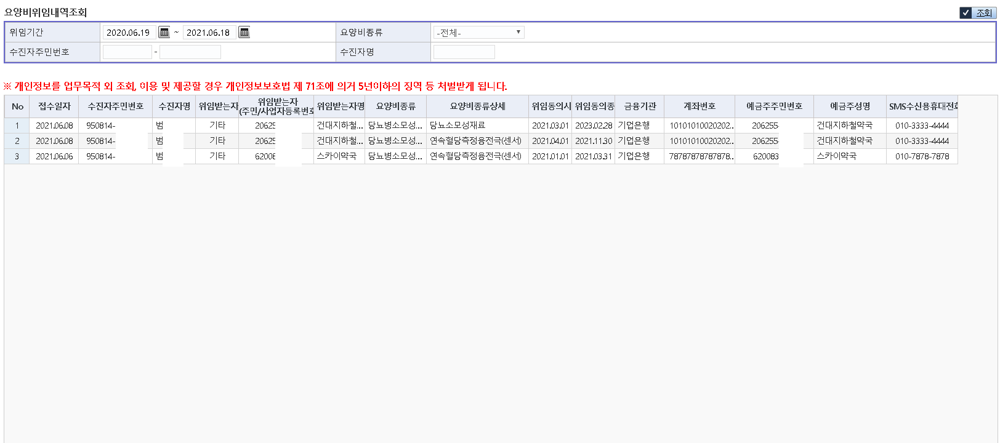 요양비위임내역조회
조회
위임기간 2020.06.19 ~ 2021.06.18 요양비종류 -전체-
수진자주민번호 - 수진자명
※ 개인정보를 업무목적 외 조회, 이용 및 제공할 경우 개인정보보호법 제 71조에 의거 5년이하의 징역 등 처벌받게 됩니다.
No 접수일자 수진자주민번호 수진자명 위임받는자 위임받는자 (주민/사업자등록번호 위임받는자명 요양비종류 요양비종류상세 위임동의시 위임동의종 금융기관 계좌번호 예금주주민번호 예금주성명 SMS수신용휴대전화
1 2021.06.08 950814- 범 기타 20625 건대지하철... 당뇨병소모성... 당뇨소모성재료 2021.03.01 2023.02.28 기업은행 10101010020202.. 206255- 건대지하철약국 010-3333-4444
2 2021.06.08 950814- 범 기타 20625 건대지하철... 당뇨병소모성... 연속혈당측정용전극(센서) 2021.04.01 2021.11.30 기업은행 10101010020202.. 206255- 건대지하철약국 010-3333-4444
3 2021.06.06 950814- 범 기타 62008 스카이약국 당뇨병소모성... 연속혈당측정용전극(센서) 2021.01.01 2021.03.31 기업은행 78787878787878.. 620083 스카이약국 010-7878-7878